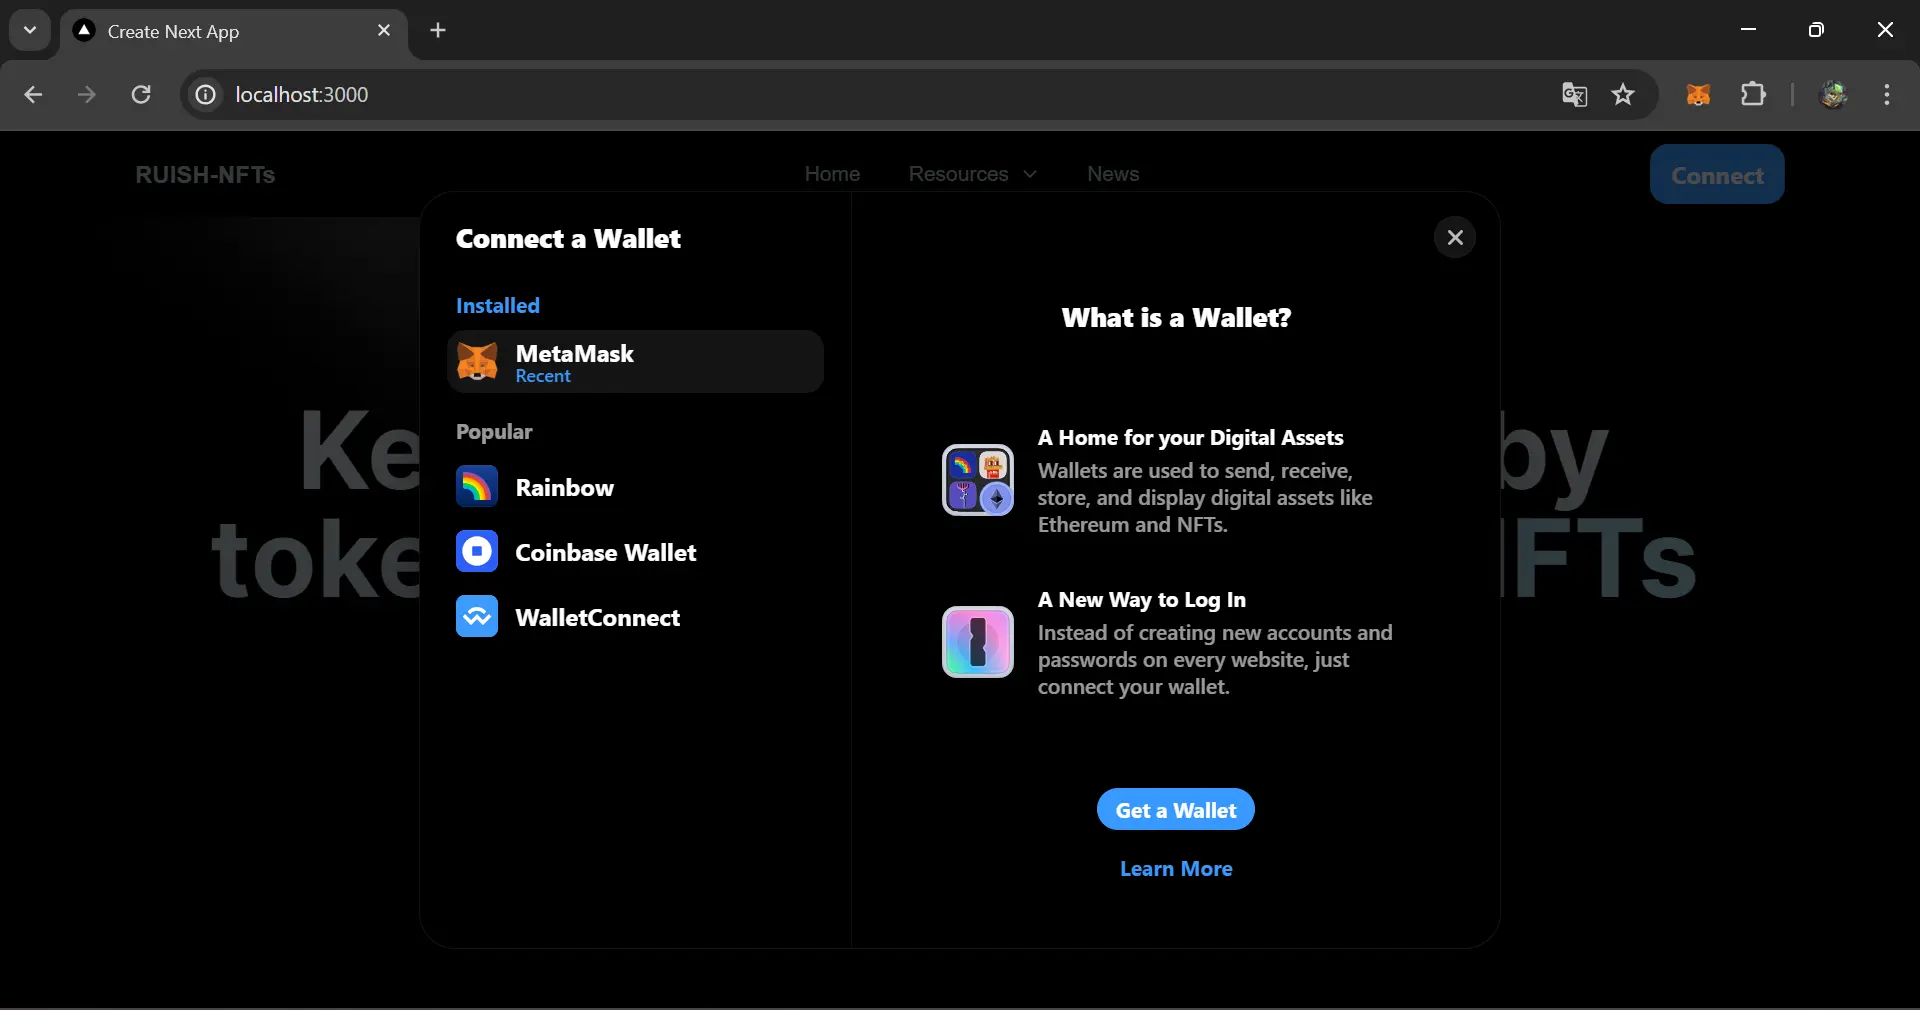 Create Next App
localhost:3000
RUISH-NFTs
Home
Resources
News
Connect
Connect a Wallet
Installed
MetaMask
Recent
Popular
Rainbow
Coinbase Wallet
WalletConnect
What is a Wallet?
A Home for your Digital Assets
Wallets are used to send, receive,
store, and display digital assets like
Ethereum and NFTs.
A New Way to Log In
Instead of creating new accounts and
passwords on every website, just
connect your wallet.
Get a Wallet
Learn More
by